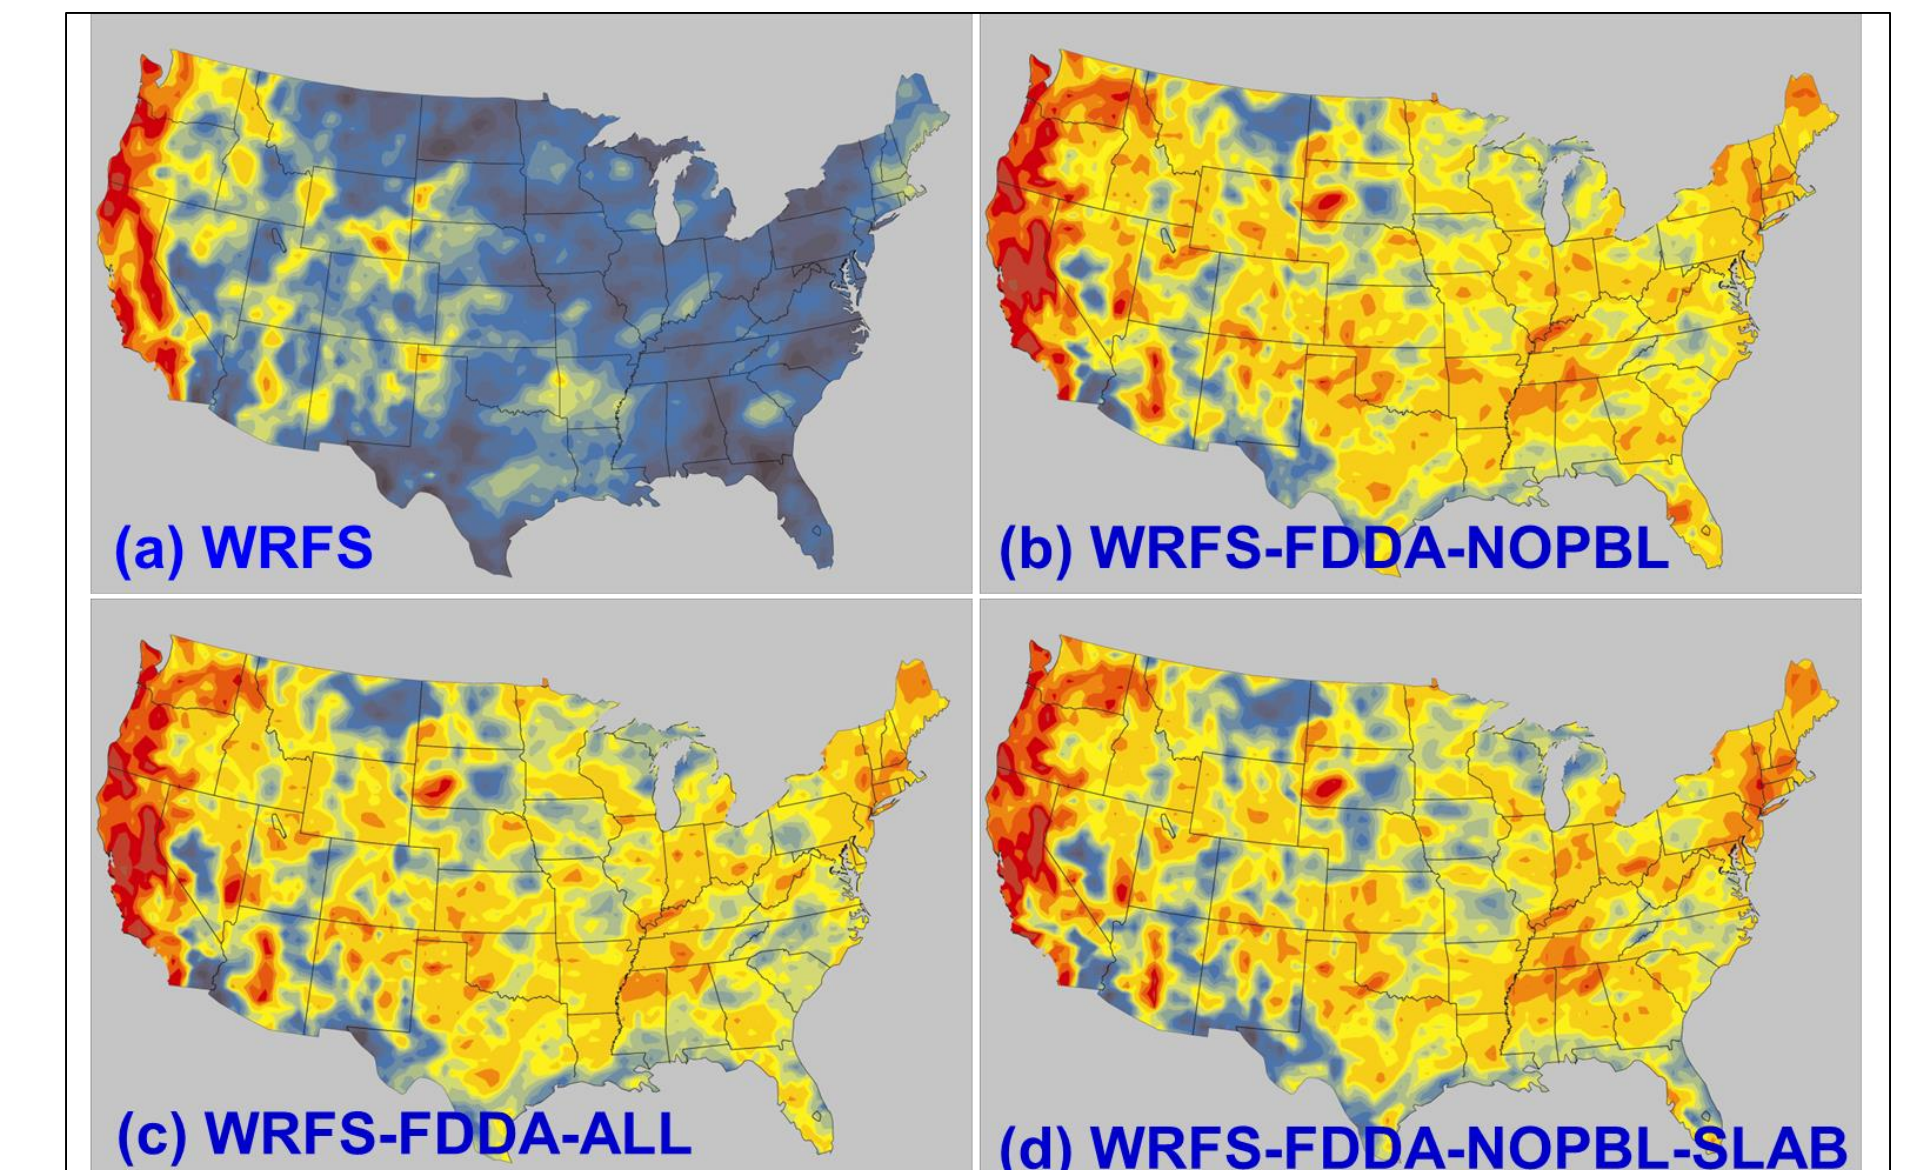 (a) WRFS
(b) WRFS-FDDA-NOPBL
(c) WRFS-FDDA-ALL
(d) WRFS-FDDA-NOPBL-SLAB